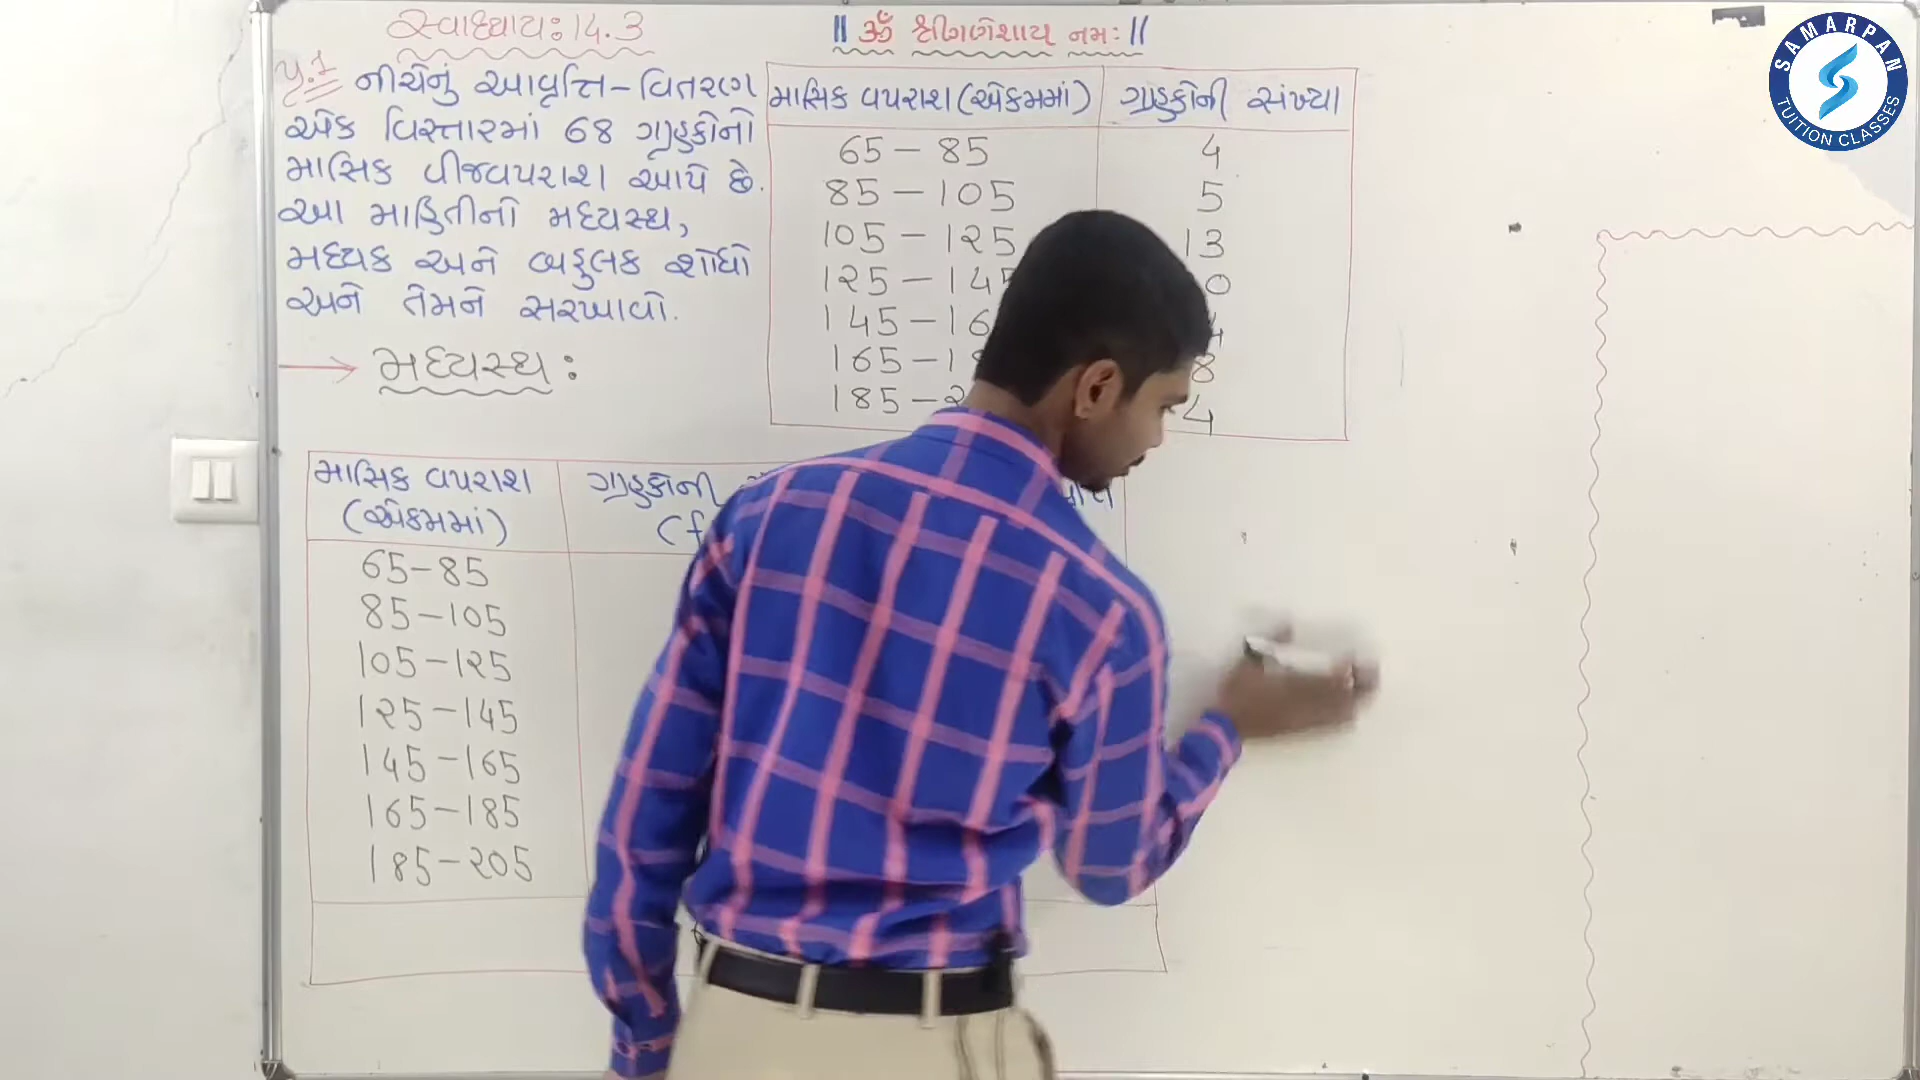 સ્વાધ્યાય: 14.3
|| ૐ શ્રી ગણેશાય નમઃ ||
પ્ર.1 નીચેનું આવૃત્તિ-વિતરણ
એક વિસ્તારમાં 68 ગ્રાહકોનો
માસિક વીજવપરાશ આપે છે.
આ માહિતીનો મધ્યસ્થ,
મધ્યક અને બહુલક શોધો
અને તેમને સરખાવો.
માસિક વપરાશ (એકમમાં) ગ્રાહકોની સંખ્યા
65 - 85 4
85 - 105 5
105 - 125 13
125 - 145 0
145 - 16 4
165 - 1 8
185 - 2 4
મધ્યસ્થ :
માસિક વપરાશ ગ્રાહકોની
(એકમમાં) (f
65-85
85-105
105-125
125-145
145-165
165-185
185-205
SAMARPAN
TUITION CLASSES